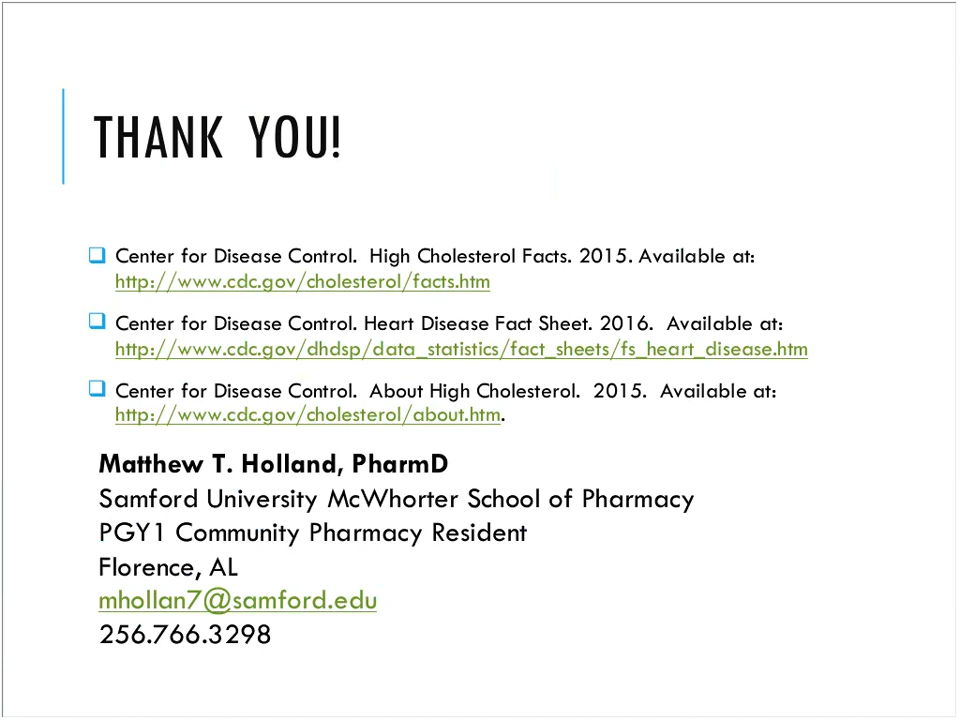 THANK YOU!
Center for Disease Control.  High Cholesterol Facts. 2015. Available at:
http://www.cdc.gov/cholesterol/facts.htm
Center for Disease Control. Heart Disease Fact Sheet. 2016.  Available at:
http://www.cdc.gov/dhdsp/data_statistics/fact_sheets/fs_heart_disease.htm
Center for Disease Control.  About High Cholesterol.  2015.  Available at:
http://www.cdc.gov/cholesterol/about.htm.
Matthew T. Holland, PharmD
Samford University McWhorter School of Pharmacy
PGY1 Community Pharmacy Resident
Florence, AL
mhollan7@samford.edu
256.766.3298